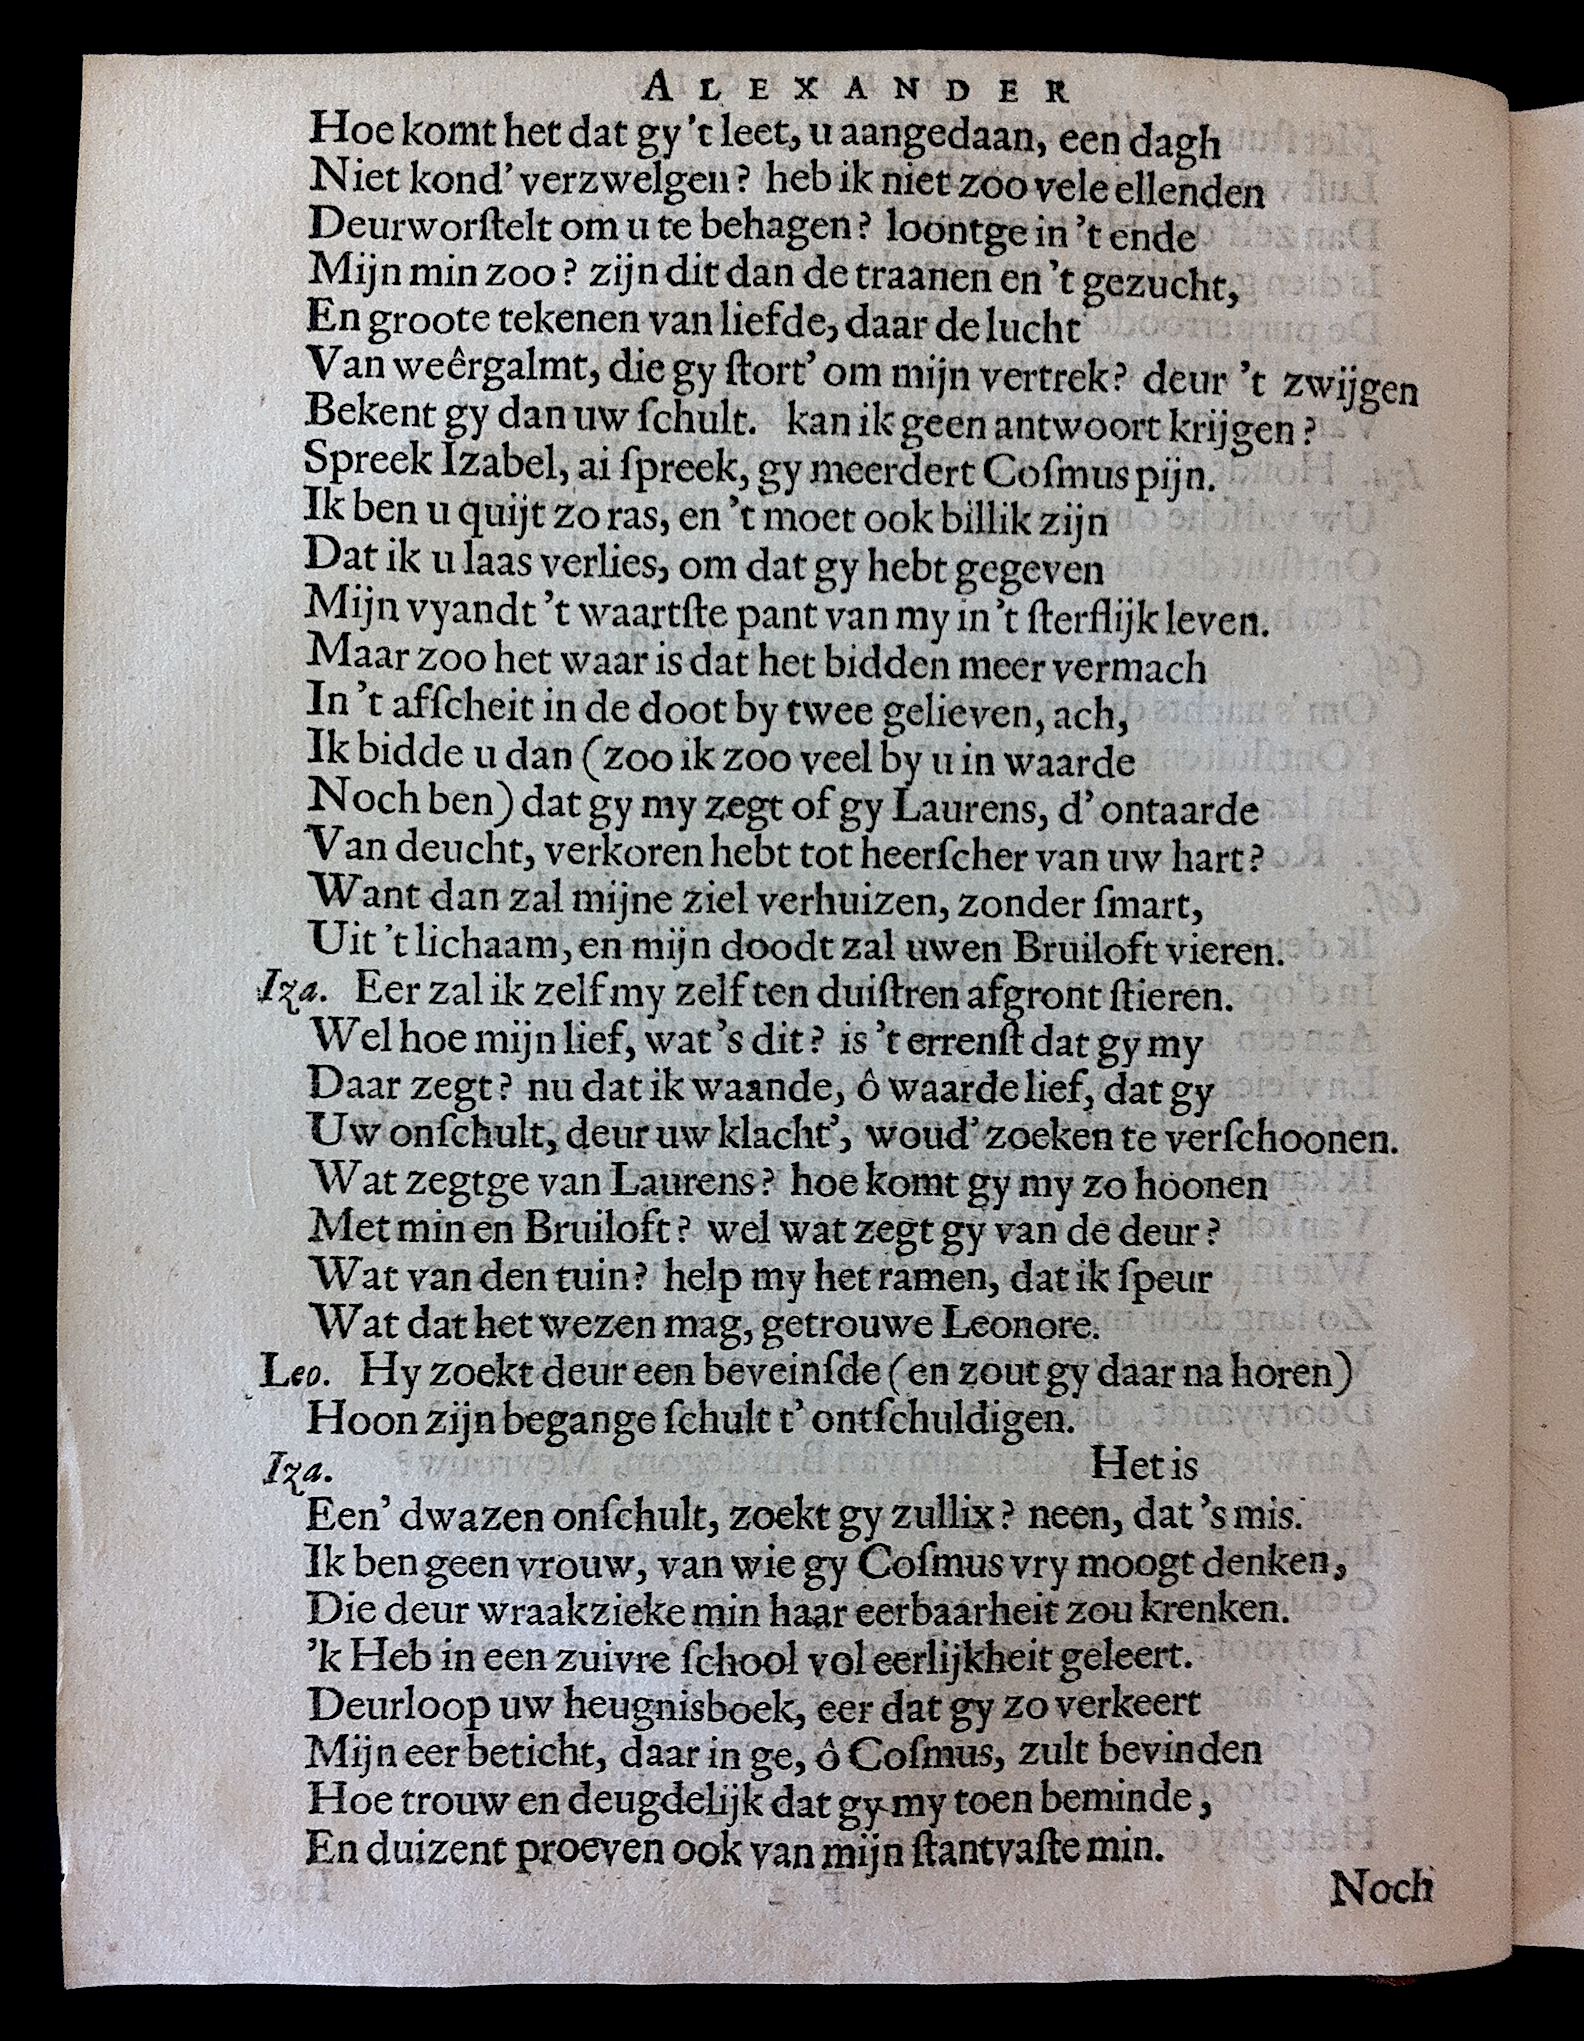 ALEXANDER
Hoe komt het dat gy 't leet, u aangedaan, een dagh
Niet kond' verzwelgen? heb ik niet zoo vele ellenden
Deurworſtelt om u te behagen? loontge in 't ende
Mijn min zoo? zijn dit dan de traanen en 't gezucht,
En groote tekenen van liefde, daar de lucht
Van weêrgalmt, die gy ſtort' om mijn vertrek? deur 't zwijgen
Bekent gy dan uw ſchult. kan ik geen antwoort krijgen?
Spreek Izabel, ai ſpreek, gy meerdert Coſmus pijn.
Ik ben u quijt zo ras, en 't moet ook billik zijn
Dat ik u laas verlies, om dat gy hebt gegeven
Mijn vyandt 't waartſte pant van my in 't ſterflijk leven.
Maar zoo het waar is dat het bidden meer vermach
In 't afſcheit in de doot by twee gelieven, ach,
Ik bidde u dan (zoo ik zoo veel by u in waarde
Noch ben) dat gy my zegt of gy Laurens, d' ontaarde
Van deucht, verkoren hebt tot heerſcher van uw hart?
Want dan zal mijne ziel verhuizen, zonder ſmart,
Uit 't lichaam, en mijn doodt zal uwen Bruiloft vieren.
Iza. Eer zal ik zelf my zelf ten duiſtren afgront ſtieren.
Wel hoe mijn lief, wat 's dit? is 't errenſt dat gy my
Daar zegt? nu dat ik waande, ô waarde lief, dat gy
Uw onſchult, deur uw klacht', woud' zoeken te verſchoonen.
Wat zegtge van Laurens? hoe komt gy my zo hoonen
Met min en Bruiloft? wel wat zegt gy van de deur?
Wat van den tuin? help my het ramen, dat ik ſpeur
Wat dat het wezen mag, getrouwe Leonore.
Leo. Hy zoekt deur een beveinſde (en zout gy daar na horen)
Hoon zijn begange ſchult t' ontſchuldigen.
Iza. Het is
Een' dwazen onſchult, zoekt gy zullix? neen, dat 's mis.
Ik ben geen vrouw, van wie gy Coſmus vry moogt denken,
Die deur wraakzieke min haar eerbaarheit zou krenken.
'k Heb in een zuivre ſchool vol eerlijkheit geleert.
Deurloop uw heugnisboek, eer dat gy zo verkeert
Mijn eer beticht, daar in ge, ô Coſmus, zult bevinden
Hoe trouw en deugdelijk dat gy my toen beminde,
En duizent proeven ook van mijn ſtantvaſte min.
Noch